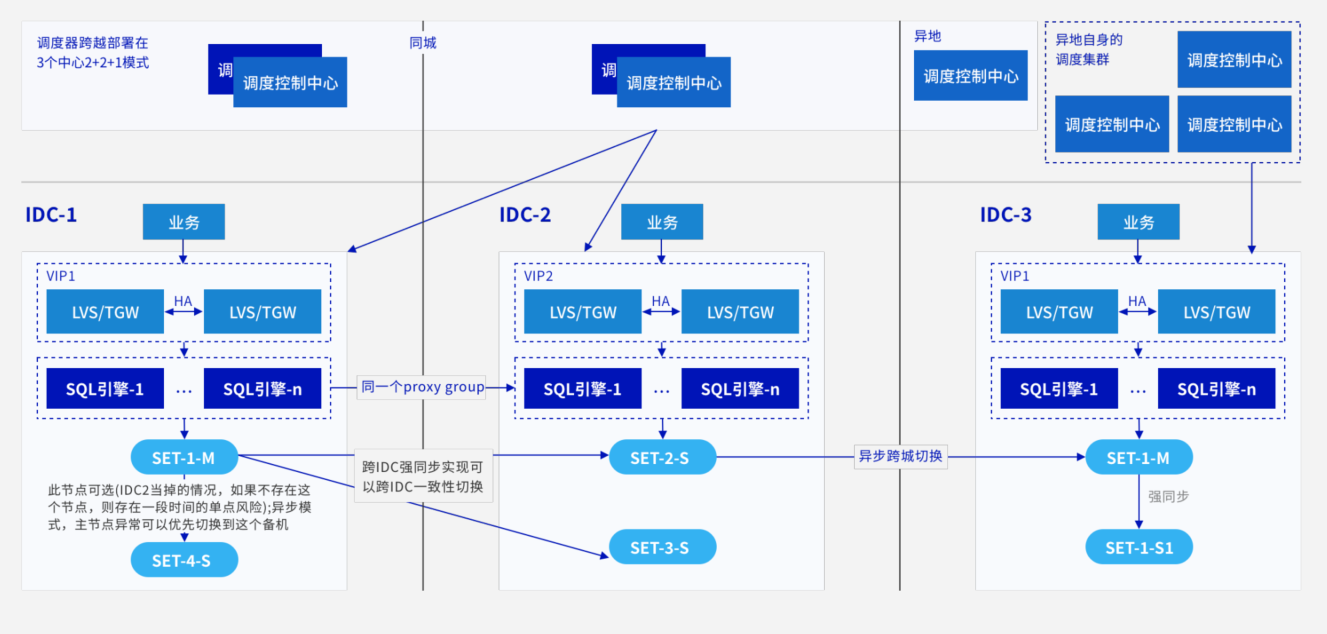 调度器跨越部署在
3个中心2+2+1模式
调
调度控制中心
同城
调
调度控制中心
异地
调度控制中心
异地自身的
调度集群
调度控制中心
调度控制中心
调度控制中心
IDC-1
业务
VIP1
LVS/TGW
HA
LVS/TGW
SQL引擎-1
...
SQL引擎-n
SET-1-M
此节点可选(IDC2当掉的情况，如果不存在这
个节点，则存在一段时间的单点风险);异步模
式，主节点异常可以优先切换到这个备机
SET-4-S
同一个proxy group
跨IDC强同步实现可
以跨IDC一致性切换
IDC-2
业务
VIP2
LVS/TGW
HA
LVS/TGW
SQL引擎-1
...
SQL引擎-n
SET-2-S
SET-3-S
异步跨城切换
IDC-3
业务
VIP1
LVS/TGW
HA
LVS/TGW
SQL引擎-1
...
SQL引擎-n
SET-1-M
强同步
SET-1-S1